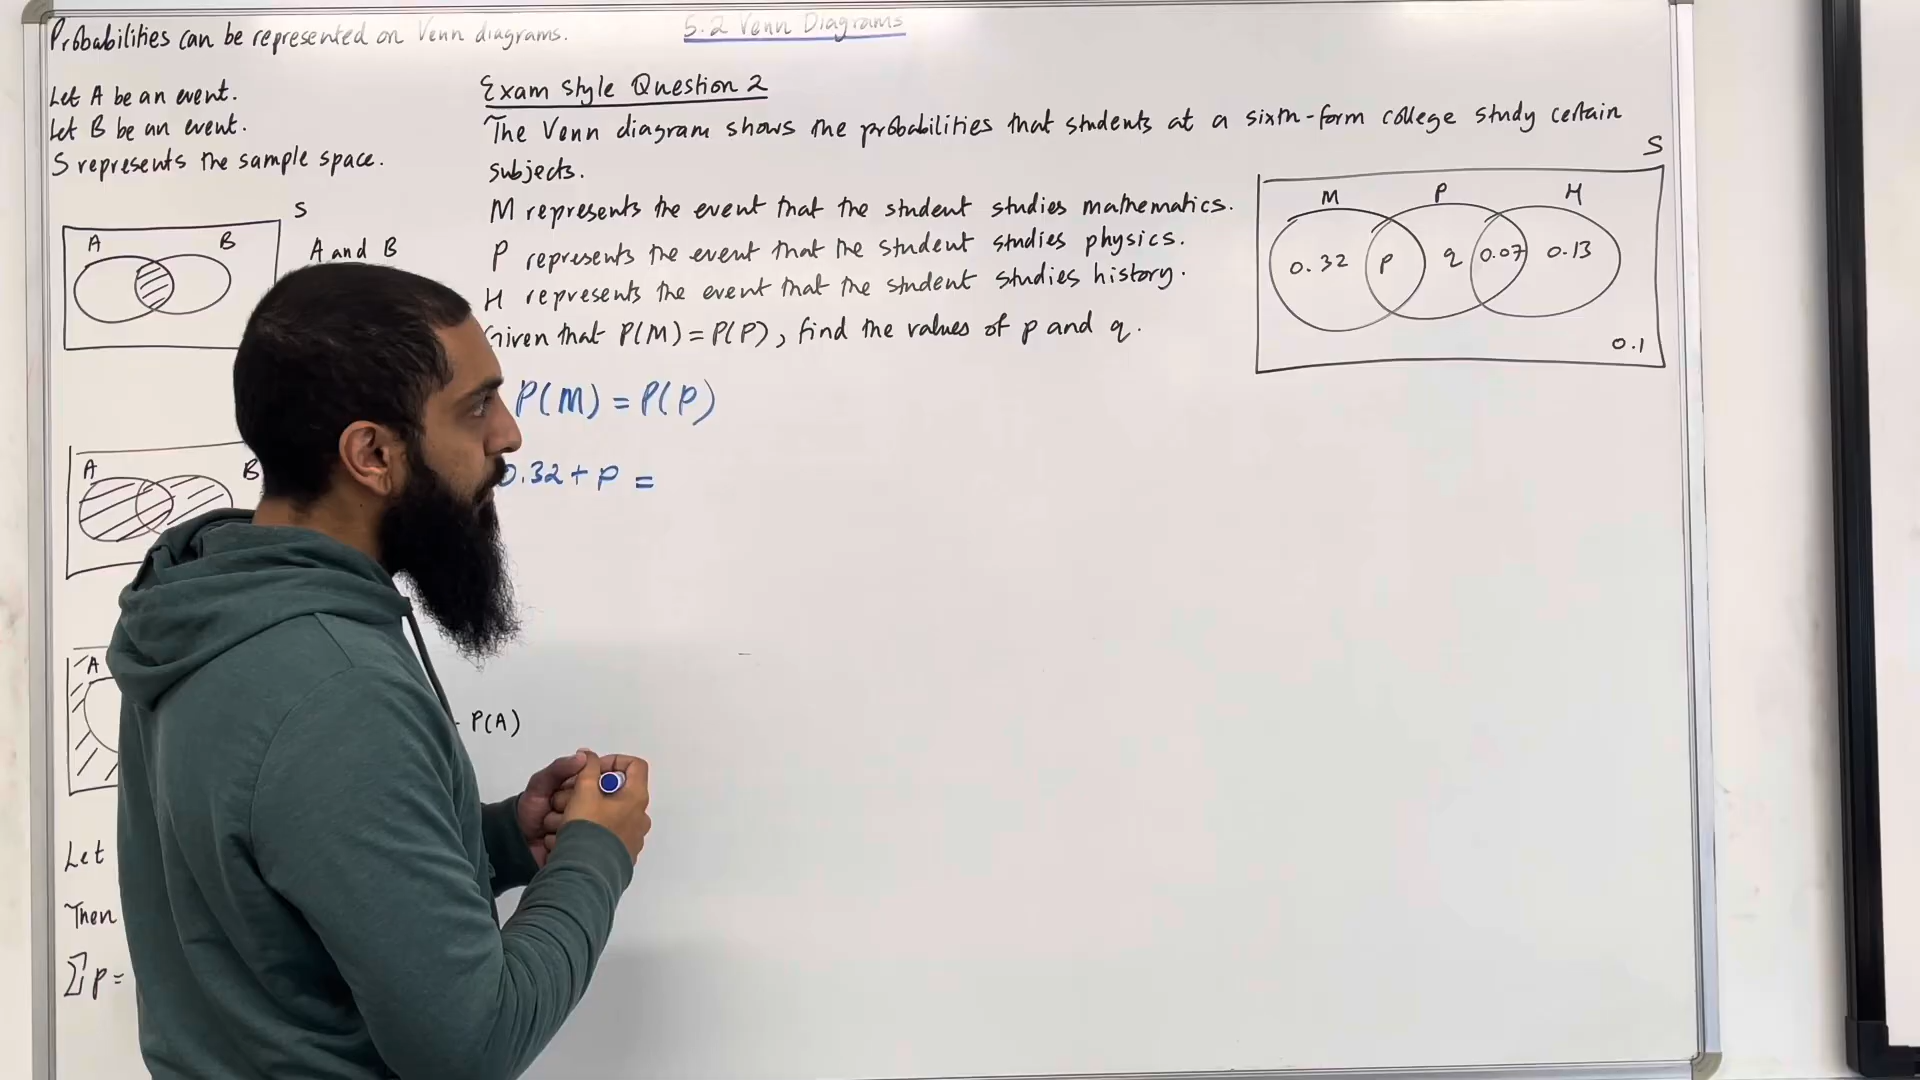 Probabilities can be represented on Venn diagrams.
5.2 Venn Diagrams
Let A be an event.
Let B be an event.
S represents the sample space.
S
A
B
A and B
A
B
A
- P(A)
Let
Then
∑p=
Exam Style Question 2
The Venn diagram shows the probabilities that students at a sixth-form college study certain
subjects.
M represents the event that the student studies mathematics.
P represents the event that the student studies physics.
H represents the event that the student studies history.
Given that P(M) = P(P), find the values of p and q.
S
M
P
H
0.32
p
q
0.07
0.13
0.1
P(M) = P(P)
0.32 + p =